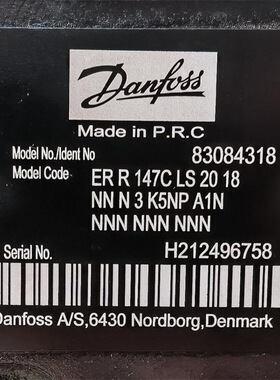 Danfoss
Made in P.R.C
Model No./Ident No 83084318
Model Code ER R 147C LS 20 18
NN N 3 K5NP A1N
NNN NNN NNN
Serial No. H212496758
Danfoss A/S,6430 Nordborg,Denmark